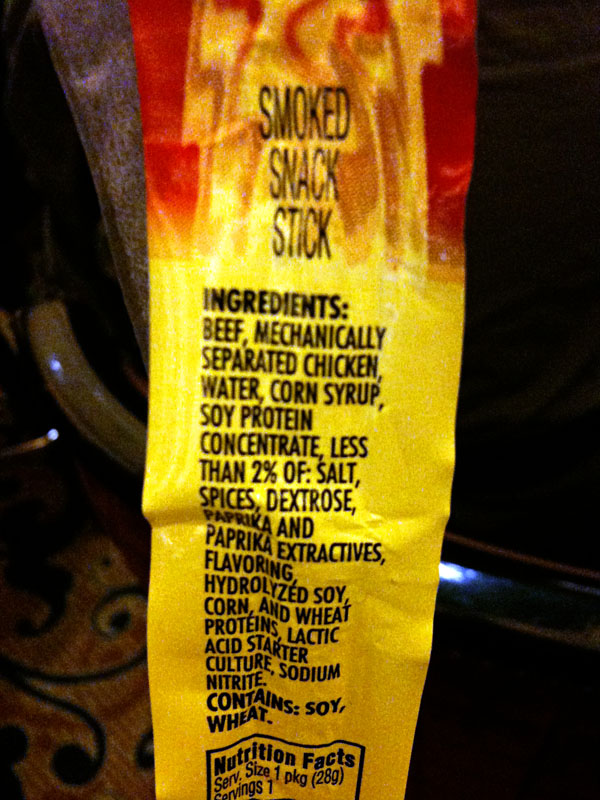 SMOKED
SNACK
STICK
INGREDIENTS:
BEEF, MECHANICALLY
SEPARATED CHICKEN,
WATER, CORN SYRUP,
SOY PROTEIN
CONCENTRATE, LESS
THAN 2% OF: SALT,
SPICES, DEXTROSE,
PAPRIKA AND
PAPRIKA EXTRACTIVES,
FLAVORING,
HYDROLYZED SOY,
CORN, AND WHEAT
PROTEINS, LACTIC
ACID STARTER
CULTURE, SODIUM
NITRITE.
CONTAINS: SOY,
WHEAT.
Nutrition Facts
Serv. Size 1 pkg (28g)
Servings 1